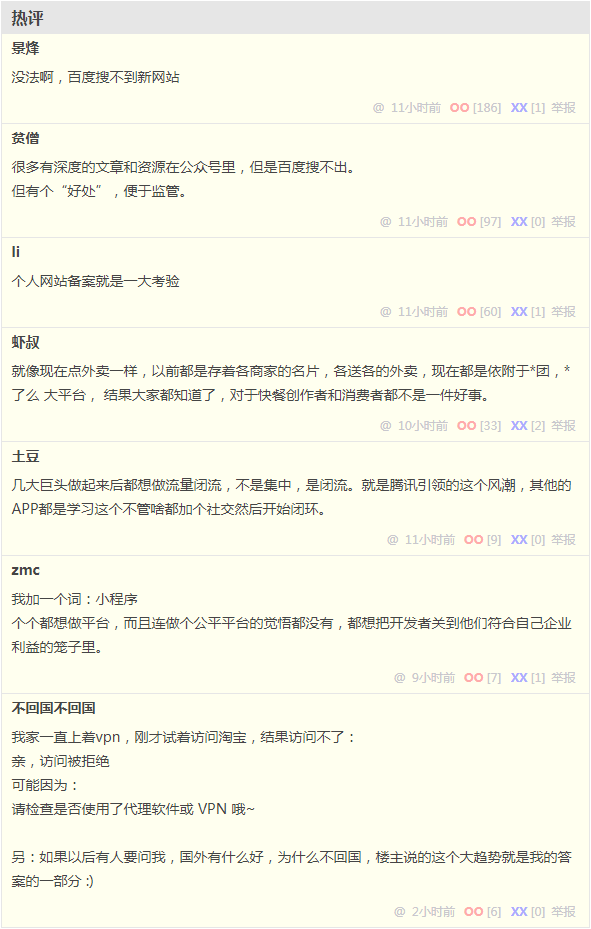 热评
景烽
没法啊，百度搜不到新网站
@ 11小时前 OO [186] XX [1] 举报
贫僧
很多有深度的文章和资源在公众号里，但是百度搜不出。
但有个“好处”，便于监管。
@ 11小时前 OO [97] XX [0] 举报
li
个人网站备案就是一大考验
@ 11小时前 OO [60] XX [1] 举报
虾叔
就像现在点外卖一样，以前都是存着各商家的名片，各送各的外卖，现在都是依附于*团，*
了么 大平台， 结果大家都知道了，对于快餐创作者和消费者都不是一件好事。
@ 10小时前 OO [33] XX [2] 举报
土豆
几大巨头做起来后都想做流量闭流，不是集中，是闭流。就是腾讯引领的这个风潮，其他的
APP都是学习这个不管啥都加个社交然后开始闭环。
@ 11小时前 OO [9] XX [0] 举报
zmc
我加一个词：小程序
个个都想做平台，而且连做个公平平台的觉悟都没有，都想把开发者关到他们符合自己企业
利益的笼子里。
@ 9小时前 OO [7] XX [1] 举报
不回国不回国
我家一直上着vpn，刚才试着访问淘宝，结果访问不了：
亲，访问被拒绝
可能因为：
请检查是否使用了代理软件或 VPN 哦~
另：如果以后有人要问我，国外有什么好，为什么不回国，楼主说的这个大趋势就是我的答
案的一部分 :)
@ 2小时前 OO [6] XX [0] 举报